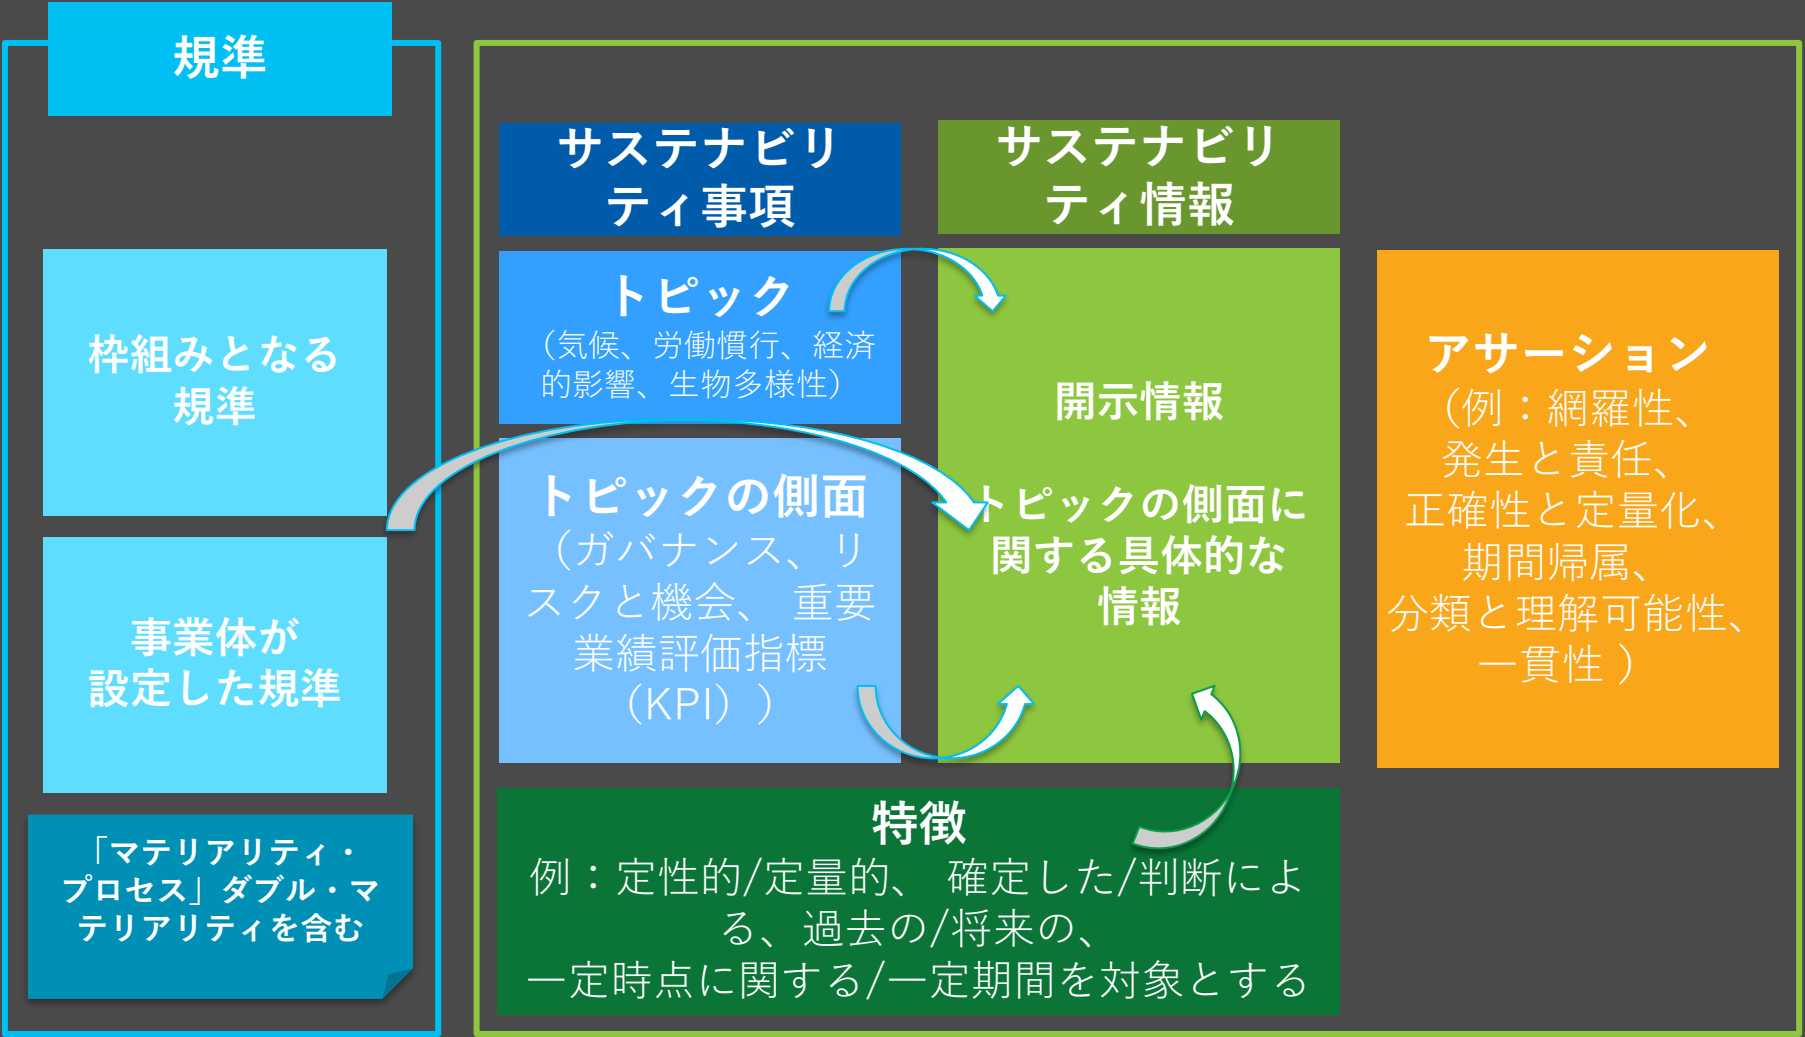 規準
枠組みとなる
規準
事業体が
設定した規準
「マテリアリティ・
プロセス」ダブル・マ
テリアリティを含む
サステナビリ
ティ事項
トピック
（気候、労働慣行、経済
的影響、生物多様性）
トピックの側面
（ガバナンス、リ
スクと機会、 重要
業績評価指標
（KPI））
サステナビリ
ティ情報
開示情報
トピックの側面に
関する具体的な
情報
特徴
例：定性的/定量的、 確定した/判断によ
る、過去の/将来の、
一定時点に関する/一定期間を対象とする
アサーション
（例：網羅性、
発生と責任、
正確性と定量化、
期間帰属、
分類と理解可能性、
一貫性 ）